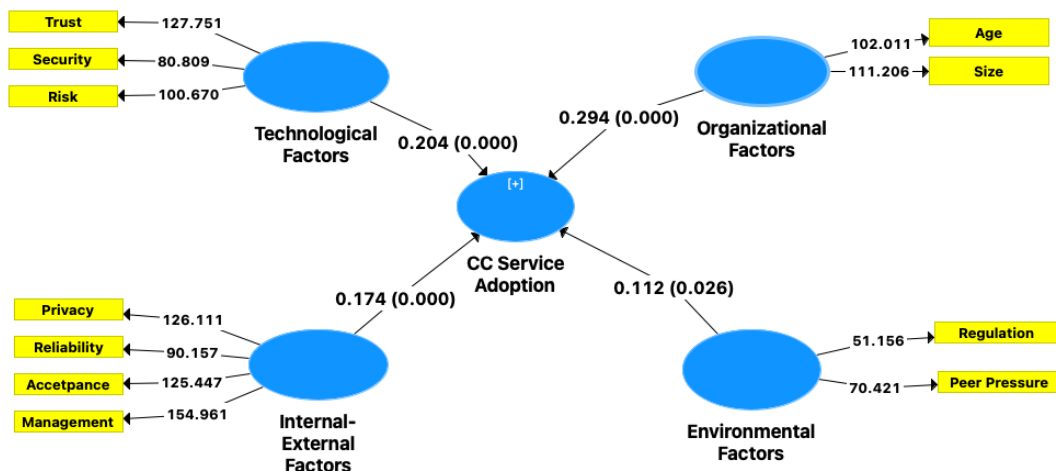 Trust
127.751
Security
80.809
Risk
100.670
Technological
Factors
0.204 (0.000)
102.011
Age
111.206
Size
0.294 (0.000)
Organizational
Factors
[+]
CC Service
Adoption
Privacy
126.111
Reliability
90.157
Accetpance
125.447
Management
154.961
0.174 (0.000)
Internal-
External
Factors
0.112 (0.026)
51.156
Regulation
70.421
Peer Pressure
Environmental
Factors